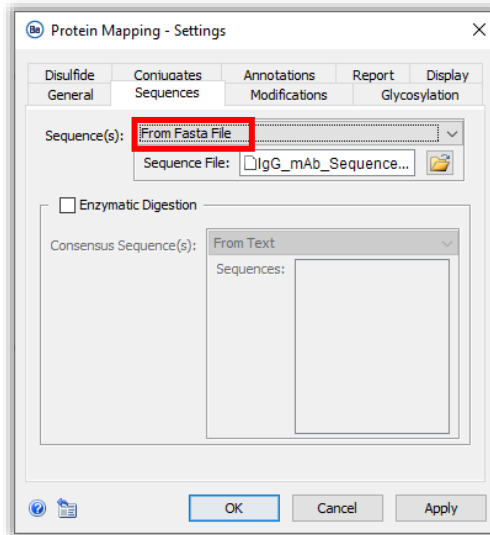 Be Protein Mapping - Settings
Disulfide Conjugates Annotations Report Display
General Sequences Modifications Glycosylation
Sequence(s): From Fasta File
Sequence File: IgG_mAb_Sequence...
Enzymatic Digestion
Consensus Sequence(s): From Text
Sequences:
OK Cancel Apply